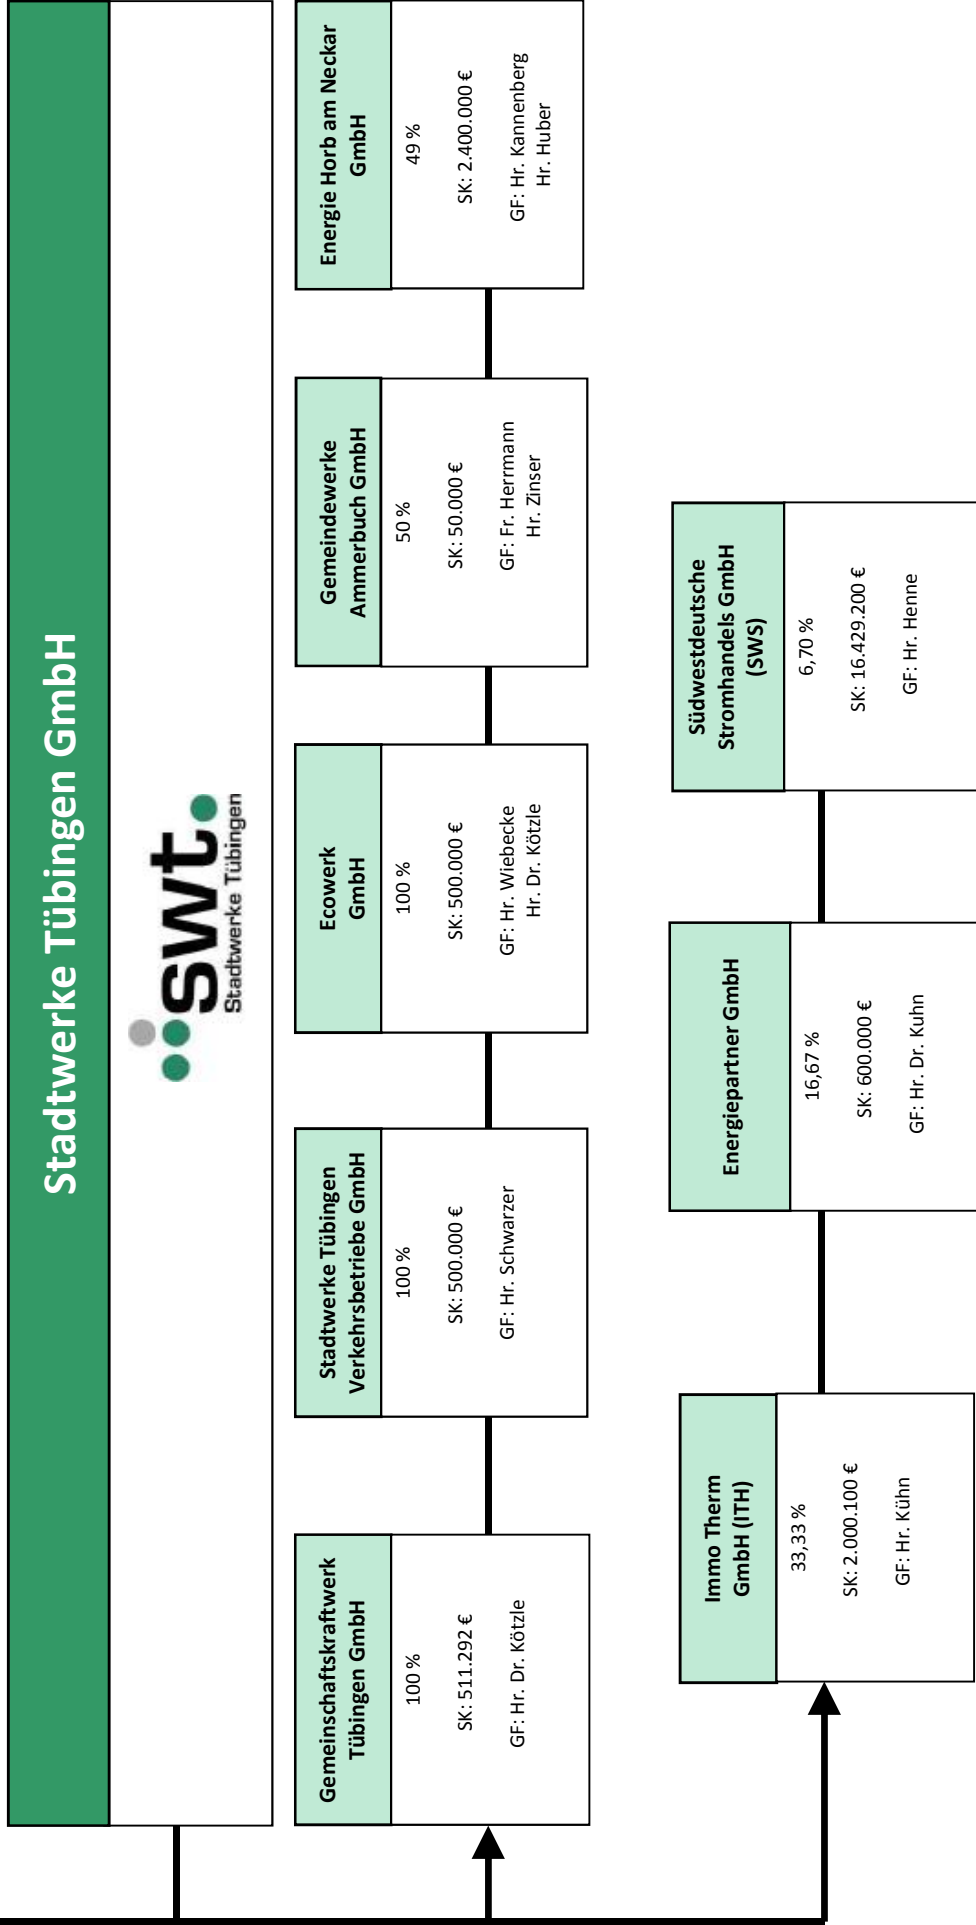 Stadtwerke Tübingen GmbH
swt.
Stadtwerke Tübingen
Gemeinschaftskraftwerk
Tübingen GmbH
100 %
SK: 511.292 €
GF: Hr. Dr. Kötzle
Stadtwerke Tübingen
Verkehrsbetriebe GmbH
100 %
SK: 500.000 €
GF: Hr. Schwarzer
Ecowerk
GmbH
100 %
SK: 500.000 €
GF: Hr. Wiebecke
Hr. Dr. Kötzle
Gemeindewerke
Ammerbuch GmbH
50 %
SK: 50.000 €
GF: Fr. Herrmann
Hr. Zinser
Energie Horb am Neckar
GmbH
49 %
SK: 2.400.000 €
GF: Hr. Kannenberg
Hr. Huber
Immo Therm
GmbH (ITH)
33,33 %
SK: 2.000.100 €
GF: Hr. Kühn
Energiepartner GmbH
16,67 %
SK: 600.000 €
GF: Hr. Dr. Kuhn
Südwestdeutsche
Stromhandels GmbH
(SWS)
6,70 %
SK: 16.429.200 €
GF: Hr. Henne